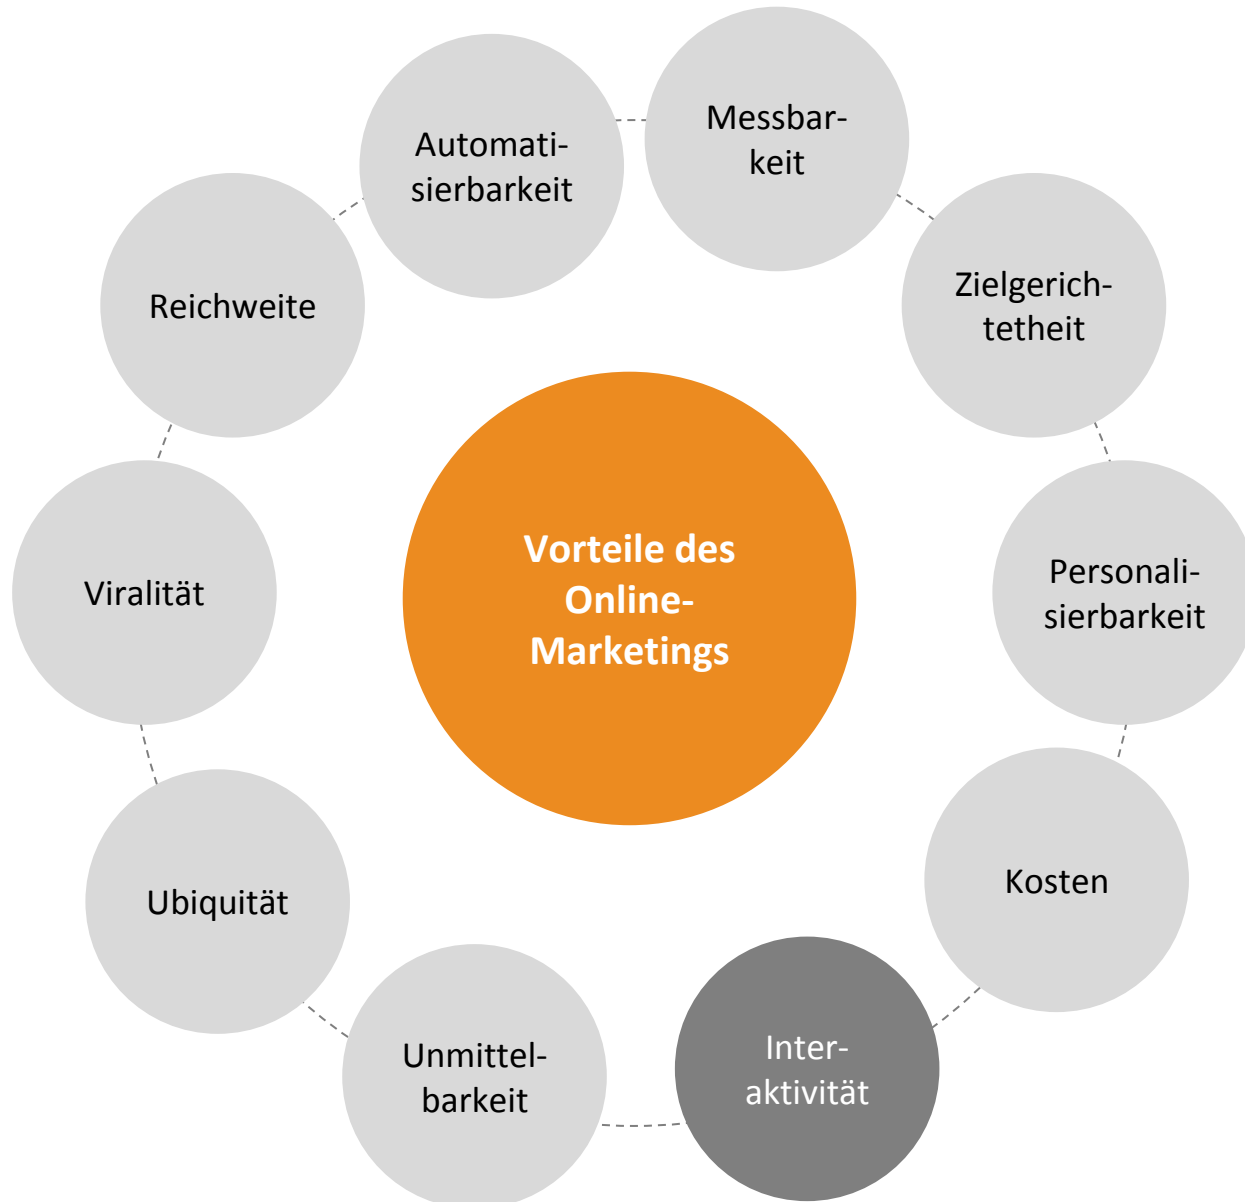 Messbar-
keit
Automati-
sierbarkeit
Zielgerich-
tetheit
Reichweite
Vorteile des
Online-
Marketings
Personali-
sierbarkeit
Viralität
Kosten
Ubiquität
Inter-
aktivität
Unmittel-
barkeit